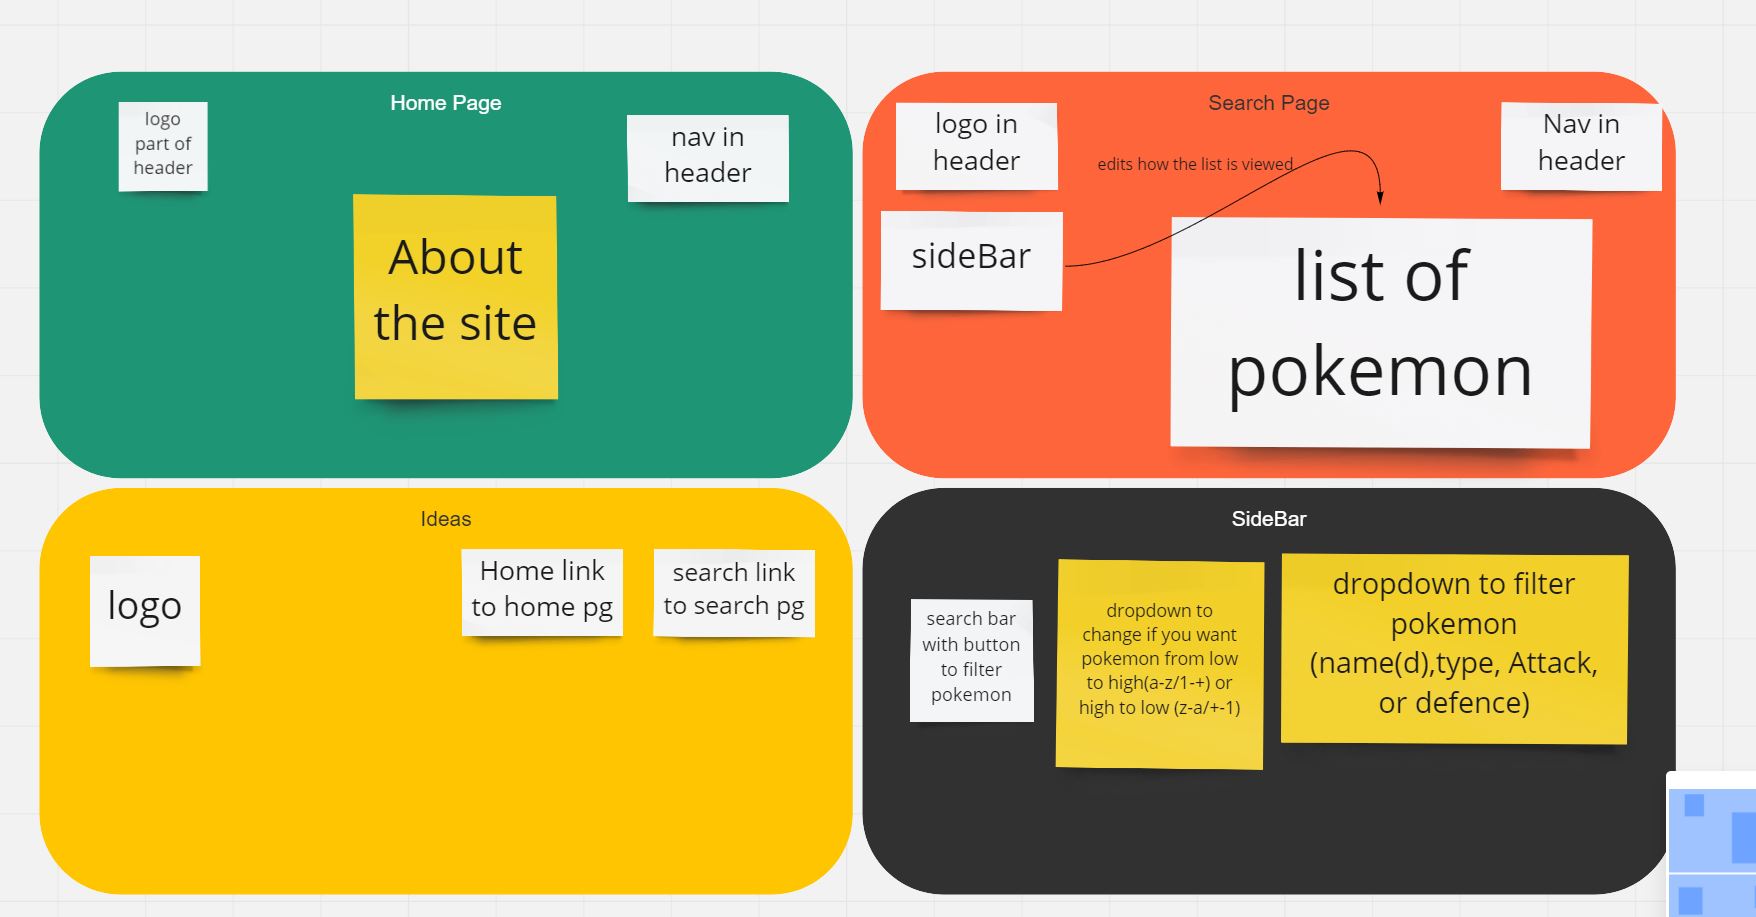 Home Page
logo
part of
header
nav in
header
About
the site
Search Page
logo in
header
edits how the list is viewed
Nav in
header
sideBar
list of
pokemon
Ideas
logo
Home link
to home pg
search link
to search pg
SideBar
search bar
with button
to filter
pokemon
dropdown to
change if you want
pokemon from low
to high(a-z/1-+) or
high to low (z-a/+-1)
dropdown to filter
pokemon
(name(d),type, Attack,
or defence)